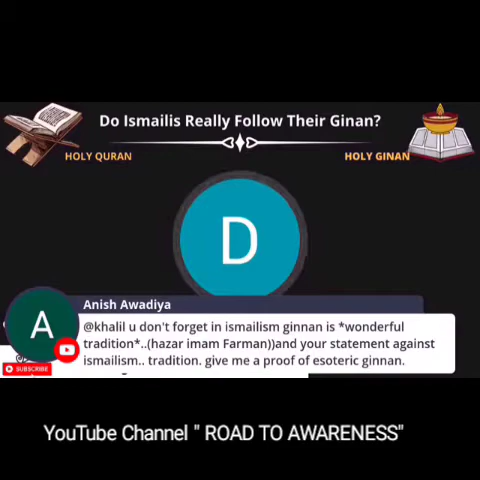 Do Ismailis Really Follow Their Ginan?
HOLY QURAN
HOLY GINAN
D
Anish Awadiya
A
@khalil u don't forget in ismailism ginnan is *wonderful
tradition*..(hazar imam Farman))and your statement against
ismailism.. tradition. give me a proof of esoteric ginnan.
SUBSCRIBE
YouTube Channel " ROAD TO AWARENESS"